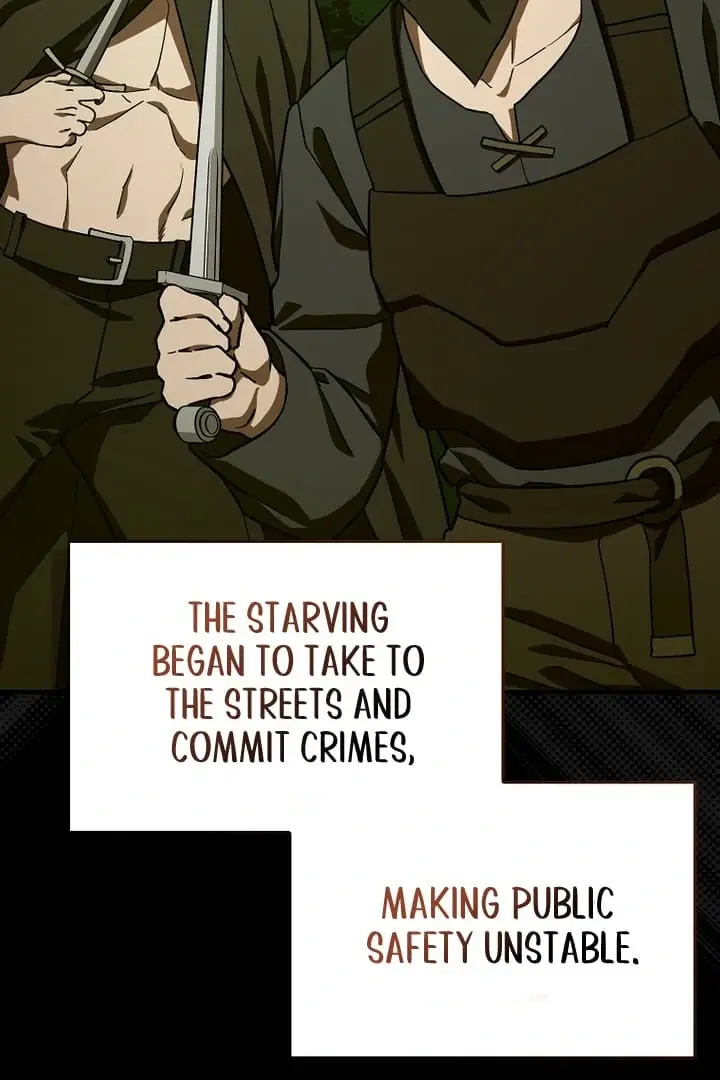 THE STARVING
BEGAN TO TAKE TO
THE STREETS AND
COMMIT CRIMES,
MAKING PUBLIC
SAFETY UNSTABLE.